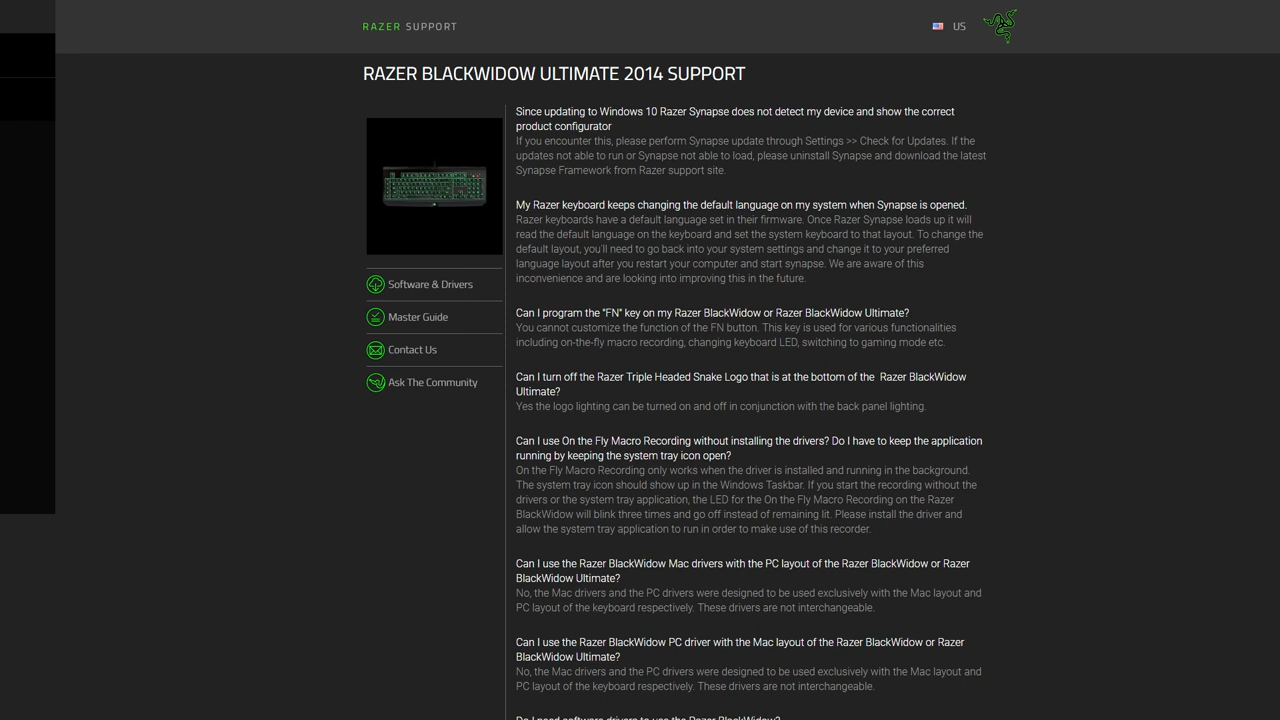 RAZER SUPPORT
US
RAZER BLACKWIDOW ULTIMATE 2014 SUPPORT
Software & Drivers
Master Guide
Contact Us
Ask The Community
Since updating to Windows 10 Razer Synapse does not detect my device and show the correct
product configurator
If you encounter this, please perform Synapse update through Settings >> Check for Updates. If the
updates not able to run or Synapse not able to load, please uninstall Synapse and download the latest
Synapse Framework from Razer support site.
My Razer keyboard keeps changing the default language on my system when Synapse is opened.
Razer keyboards have a default language set in their firmware. Once Razer Synapse loads up it will
read the default language on the keyboard and set the system keyboard to that layout. To change the
default layout, you'll need to go back into your system settings and change it to your preferred
language layout after you restart your computer and start synapse. We are aware of this
inconvenience and are looking into improving this in the future.
Can I program the "FN" key on my Razer BlackWidow or Razer BlackWidow Ultimate?
You cannot customize the function of the FN button. This key is used for various functionalities
including on-the-fly macro recording, changing keyboard LED, switching to gaming mode etc.
Can I turn off the Razer Triple Headed Snake Logo that is at the bottom of the  Razer BlackWidow
Ultimate?
Yes the logo lighting can be turned on and off in conjunction with the back panel lighting.
Can I use On the Fly Macro Recording without installing the drivers? Do I have to keep the application
running by keeping the system tray icon open?
On the Fly Macro Recording only works when the driver is installed and running in the background.
The system tray icon should show up in the Windows Taskbar. If you start the recording without the
drivers or the system tray application, the LED for the On the Fly Macro Recording on the Razer
BlackWidow will blink three times and go off instead of remaining lit. Please install the driver and
allow the system tray application to run in order to make use of this recorder.
Can I use the Razer BlackWidow Mac drivers with the PC layout of the Razer BlackWidow or Razer
BlackWidow Ultimate?
No, the Mac drivers and the PC drivers were designed to be used exclusively with the Mac layout and
PC layout of the keyboard respectively. These drivers are not interchangeable.
Can I use the Razer BlackWidow PC driver with the Mac layout of the Razer BlackWidow or Razer
BlackWidow Ultimate?
No, the Mac drivers and the PC drivers were designed to be used exclusively with the Mac layout and
PC layout of the keyboard respectively. These drivers are not interchangeable.
Do I need software drivers to use the Razer BlackWidow?